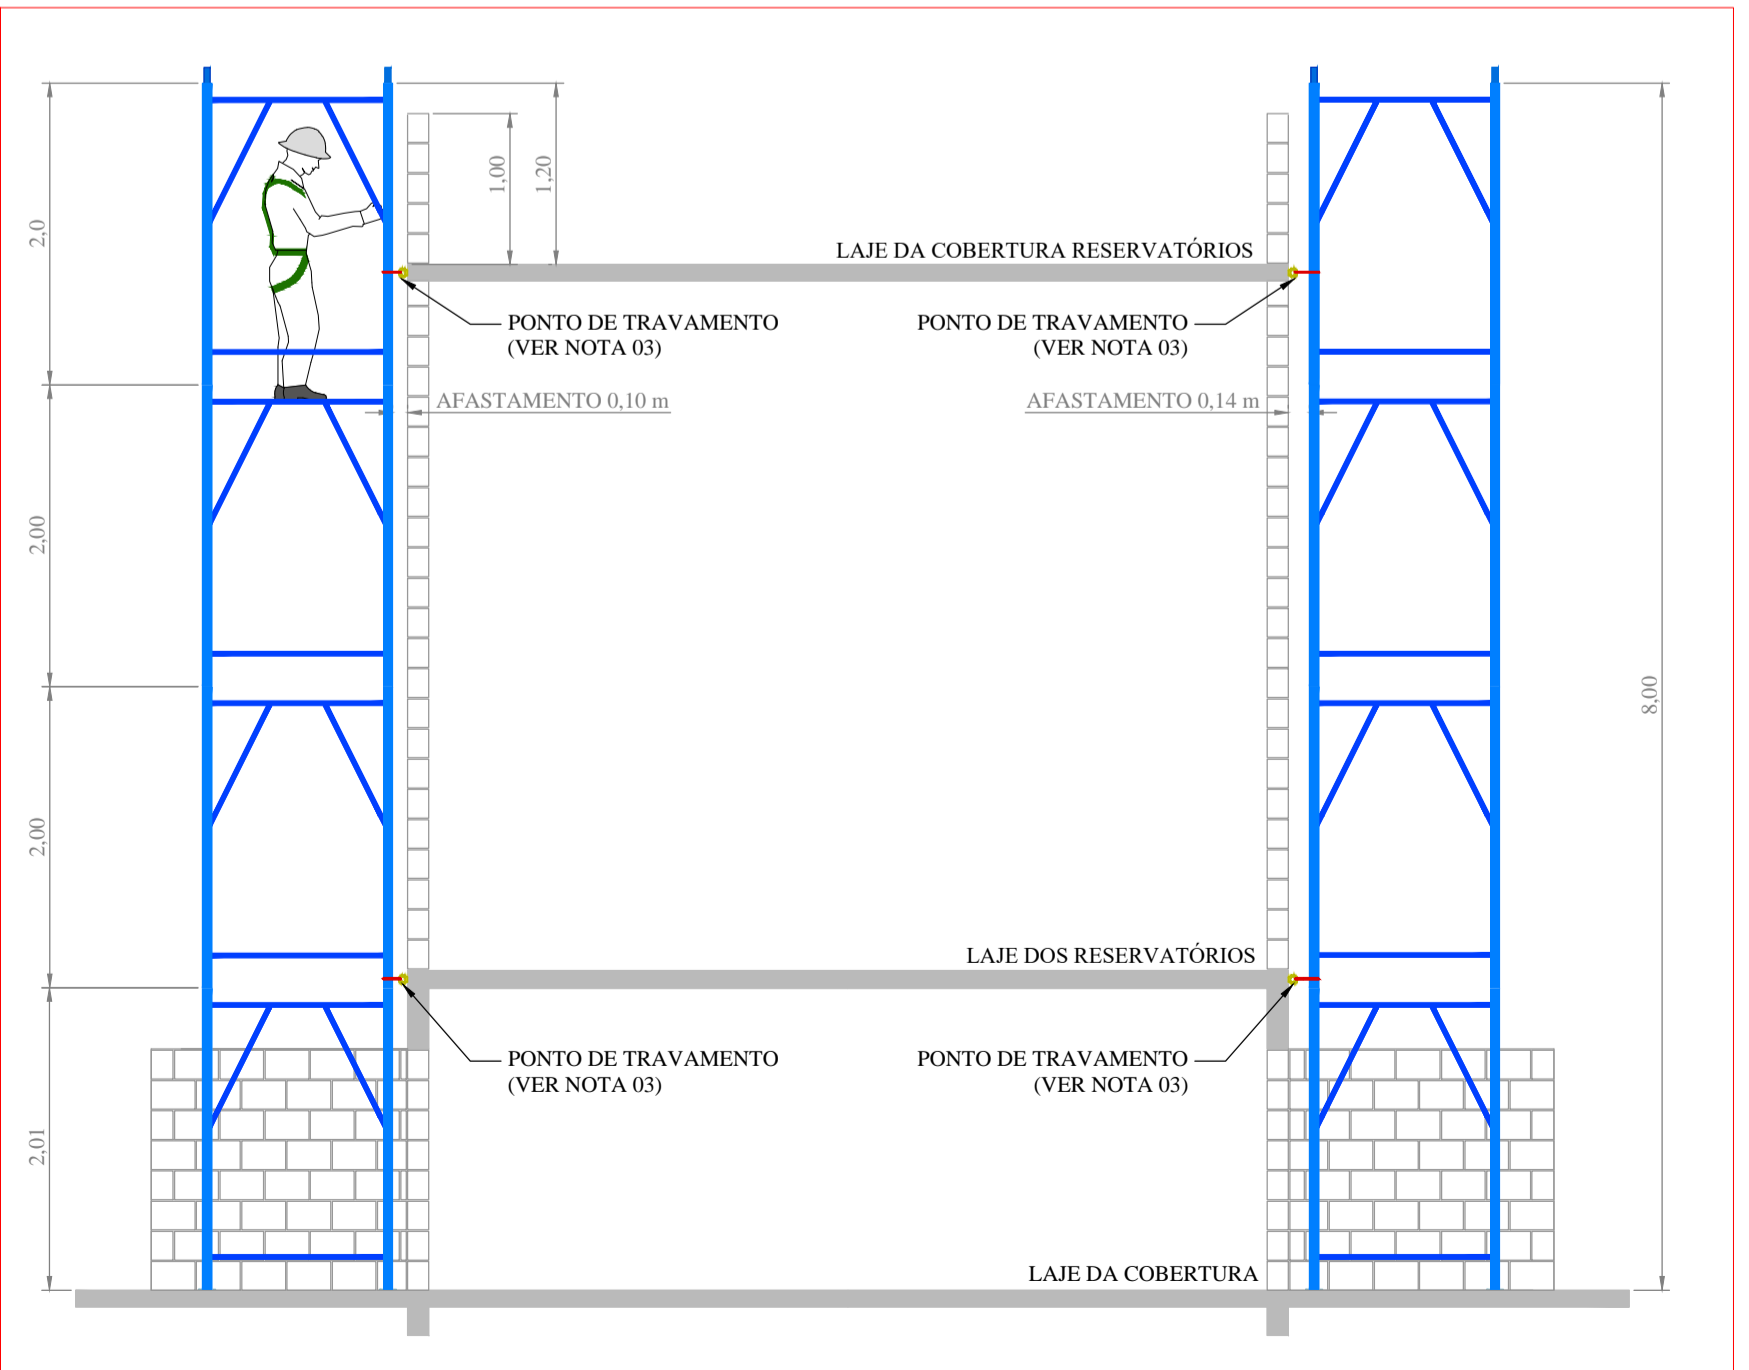 2,0
1,00
1,20
LAJE DA COBERTURA RESERVATÓRIOS
PONTO DE TRAVAMENTO
(VER NOTA 03)
PONTO DE TRAVAMENTO
(VER NOTA 03)
AFASTAMENTO 0,10 m
AFASTAMENTO 0,14 m
2,00
8,00
2,00
LAJE DOS RESERVATÓRIOS
PONTO DE TRAVAMENTO
(VER NOTA 03)
PONTO DE TRAVAMENTO
(VER NOTA 03)
2,01
LAJE DA COBERTURA